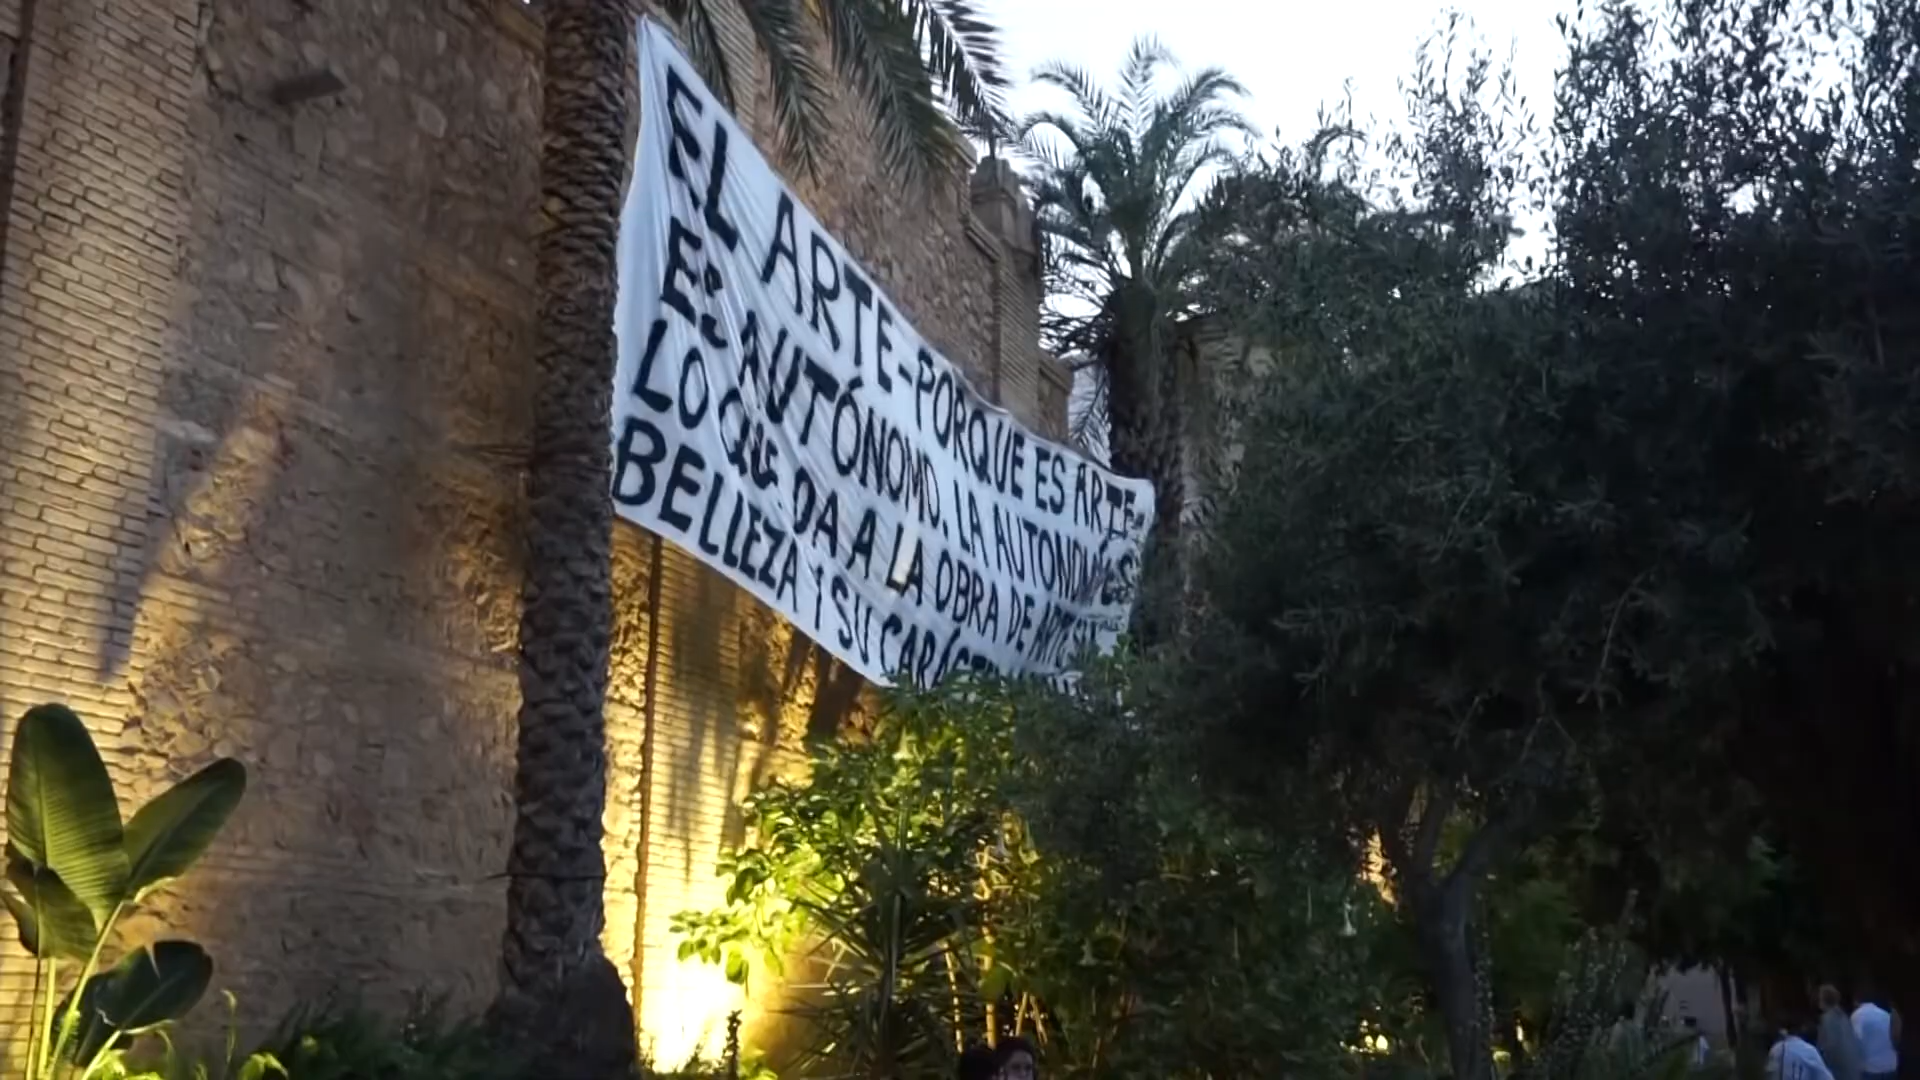 EL ARTE-PORQUE ES ARTE-
ES AUTÓNOMO. LA AUTONOMÍA ES
LO QUE DA A LA OBRA DE ARTE SU
BELLEZA i SU